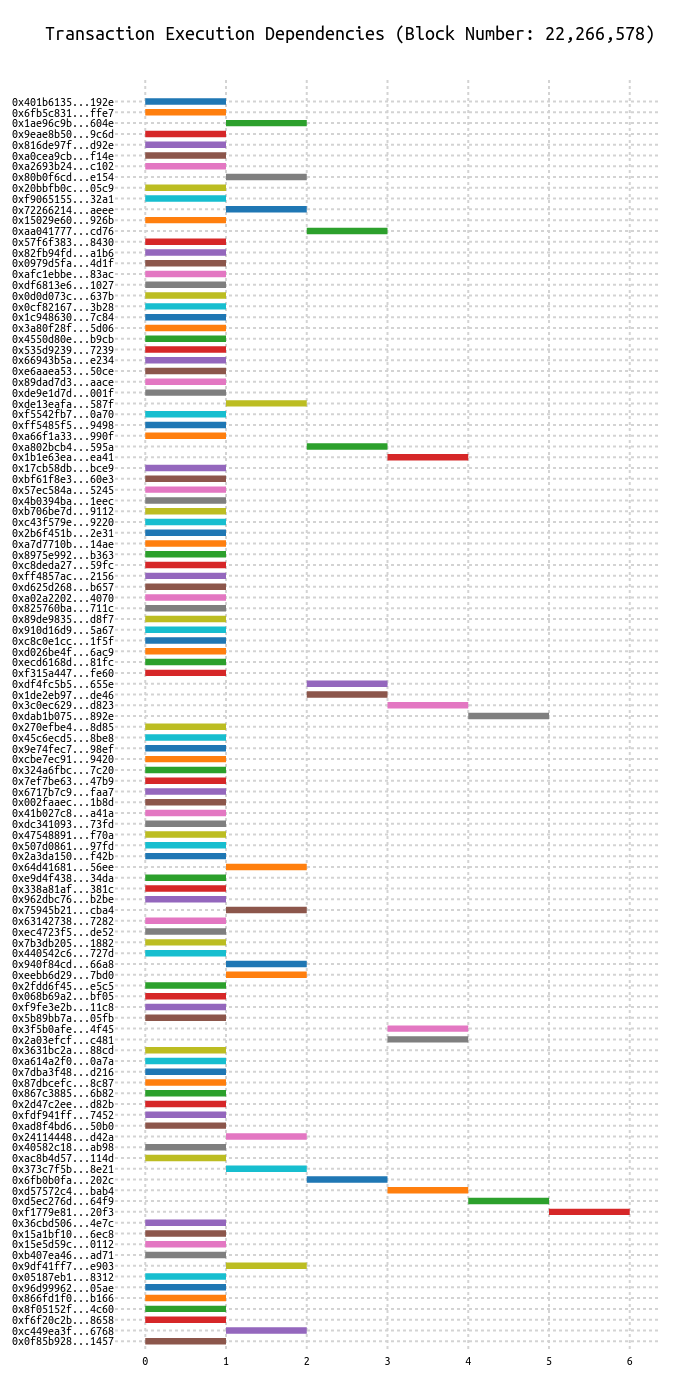 Transaction Execution Dependencies (Block Number: 22,266,578)
0x401b6135...192e
0x6fb5c831...ffe7
0x1ae96c9b...604e
0x9eae8b50...9c6d
0x816de97f...d92e
0xa0cea9cb...f14e
0xa2693b24...c102
0x80b0f6cd...e154
0x20bbfb0c...05c9
0xf9065155...32a1
0x72266214...aeee
0x15029e60...926b
0xaa041777...cd76
0x57f6f383...8430
0x82fb94fd...a1b6
0x0979d5fa...4d1f
0xafc1ebbe...83ac
0xdf6813e6...1027
0x0d0d073c...637b
0x0cf82167...3b28
0x1c948630...7c84
0x3a80f28f...5d06
0x4550d80e...b9cb
0x535d9239...7239
0x66943b5a...e234
0xe6aaea53...50ce
0x89dad7d3...aace
0xde9e1d7d...001f
0xde13eafa...587f
0xf5542fb7...0a70
0xff5485f5...9498
0xa66f1a33...990f
0xa802bcb4...595a
0x1b1e63ea...ea41
0x17cb58db...bce9
0xbf61f8e3...60e3
0x57ec584a...5245
0x4b0394ba...1eec
0xb706be7d...9112
0xc43f579e...9220
0x2b6f451b...2e31
0xa7d7710b...14ae
0x8975e992...b363
0xc8deda27...59fc
0xff4857ac...2156
0xd625d268...b657
0xa02a2202...4070
0x825760ba...711c
0x89de9835...d8f7
0x910d16d9...5a67
0xc8c0e1cc...1f5f
0xd026be4f...6ac9
0xecd6168d...81fc
0xf315a447...fe60
0xdf4fc5b5...655e
0x1de2eb97...de46
0x3c0ec629...d823
0xdab1b075...892e
0x270efbe4...8d85
0x45c6ecd5...8be8
0x9e74fec7...98ef
0xcbe7ec91...9420
0x324a6fbc...7c20
0x7ef7be63...47b9
0x6717b7c9...faa7
0x002faaec...1b8d
0x41b027c8...a41a
0xdc341093...73fd
0x47548891...f70a
0x507d0861...97fd
0x2a3da150...f42b
0x64d41681...56ee
0xe9d4f438...34da
0x338a81af...381c
0x962dbc76...b2be
0x75945b21...cba4
0x63142738...7282
0xec4723f5...de52
0x7b3db205...1882
0x440542c6...727d
0x940f84cd...66a8
0xeebb6d29...7bd0
0x2fdd6f45...e5c5
0x068b69a2...bf05
0xf9fe3e2b...11c8
0x5b89bb7a...05fb
0x3f5b0afe...4f45
0x2a03efcf...c481
0x3631bc2a...88cd
0xa614a2f0...0a7a
0x7dba3f48...d216
0x87dbcefc...8c87
0x867c3885...6b82
0x2d47c2ee...d82b
0xfdf941ff...7452
0xad8f4bd6...50b0
0x24114448...d42a
0x40582c18...ab98
0xac8b4d57...114d
0x373c7f5b...8e21
0x6fb0b0fa...202c
0xd57572c4...bab4
0xd5ec276d...64f9
0xf1779e81...20f3
0x36cbd506...4e7c
0x15a1bf10...6ec8
0x15e5d59c...0112
0xb407ea46...ad71
0x9df41ff7...e903
0x05187eb1...8312
0x96d99962...05ae
0x866fd1f0...b166
0x8f05152f...4c60
0xf6f20c2b...8658
0xc449ea3f...6768
0x0f85b928...1457
0 1 2 3 4 5 6